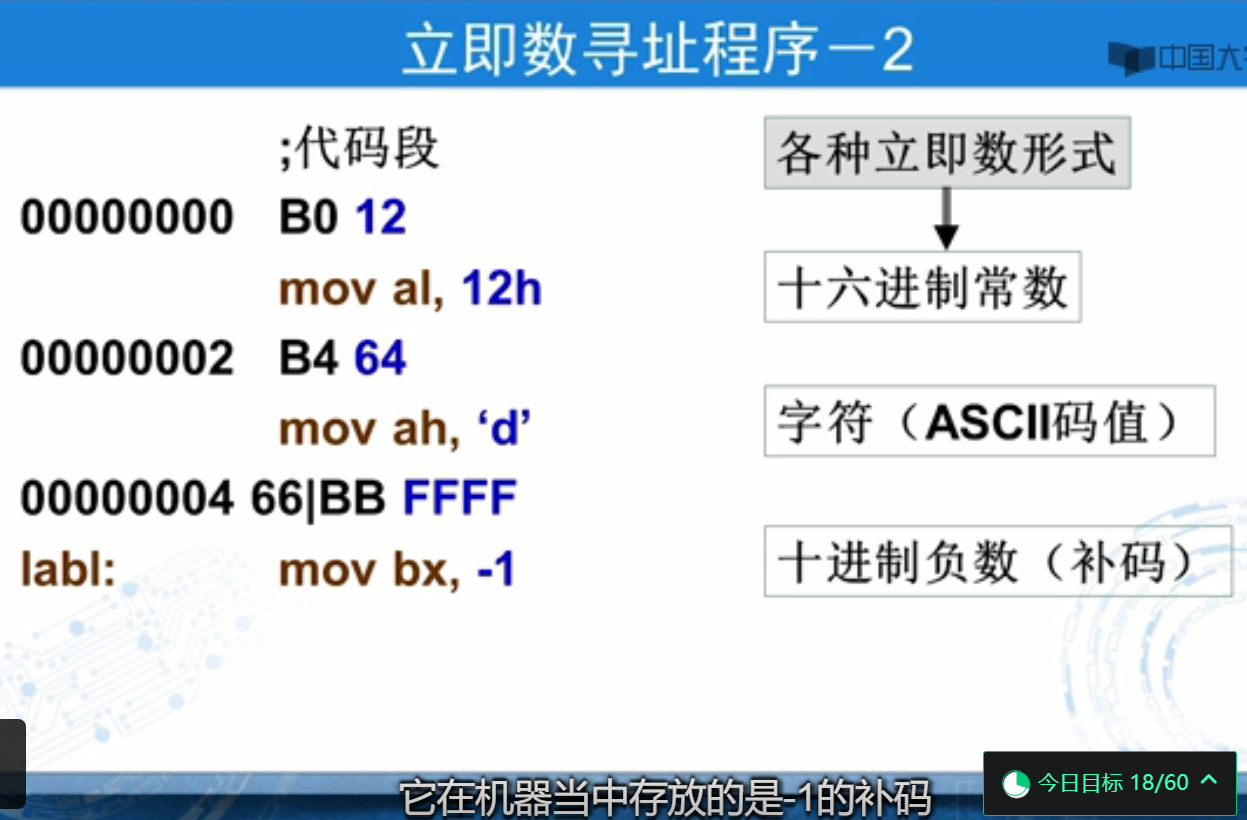 立即数寻址程序－2
中国大
;代码段
各种立即数形式
00000000 B0 12
mov al, 12h
十六进制常数
00000002 B4 64
mov ah, ‘d’
字符（ASCII码值）
00000004 66|BB FFFF
labl: mov bx, -1
十进制负数（补码）
今日目标 18/60
它在机器当中存放的是-1的补码